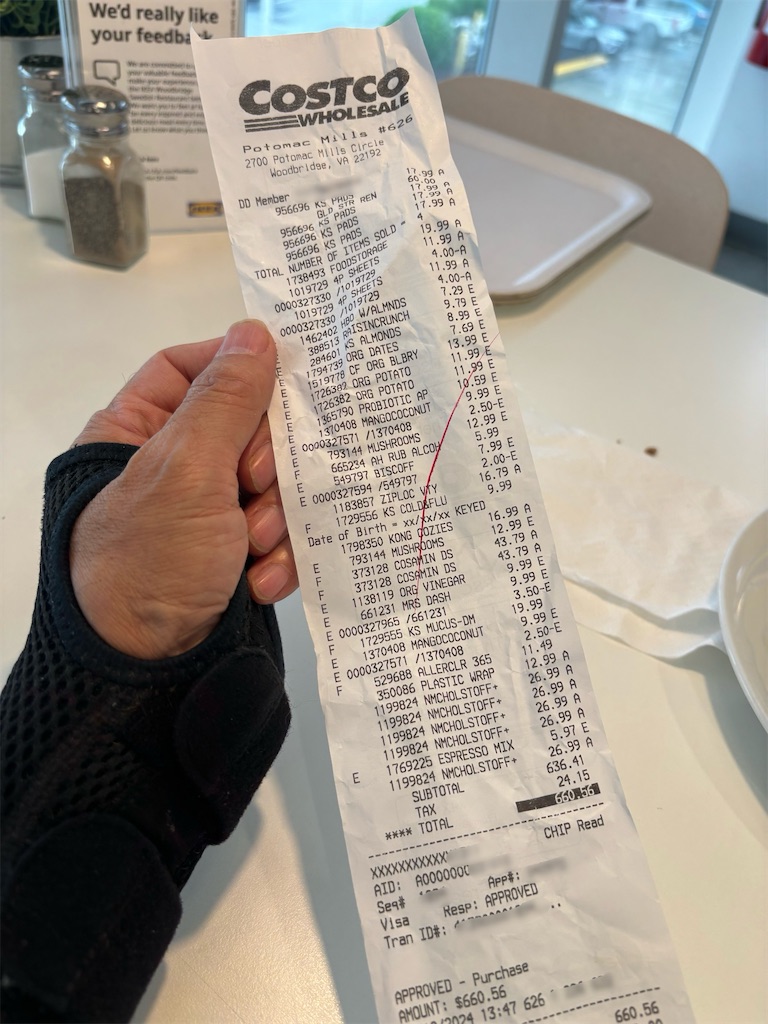 We'd really like
your feedback
COSTCO
WHOLESALE
Potomac Mills #626
2700 Potomac Mills Circle
Woodbridge, VA 22192
DD Member
956696 KS PADS 17.99 A
GLD STR REN 60.00
956696 KS PADS 17.99 A
956696 KS PADS 17.99 A
TOTAL NUMBER OF ITEMS SOLD = 4
1738493 FOODSTORAGE 19.99 A
1019729 4P SHEETS 11.99 A
0000327330 /1019729 4.00-A
1019729 4P SHEETS 11.99 A
0000327330 /1019729 4.00-A
E 1462402 HBO W/ALMNDS 7.29 E
E 388513 RAISINCRUNCH 9.79 E
E 284601 KS ALMONDS 8.99 E
E 1794739 ORG DATES 7.69 E
E 1519778 CF ORG BLBRY 13.99 E
E 1726382 ORG POTATO 11.99 E
E 1726382 ORG POTATO 11.99 E
E 1365790 PROBIOTIC AP 10.59 E
E 1370408 MANGOCOCONUT 9.99 E
E 0000327571 /1370408 2.50-E
E 793144 MUSHROOMS 12.99 E
F 665234 AH RUB ALCOH 5.99
E 549797 BISCOFF 7.99 E
E 0000327594 /549797 2.00-E
1183857 ZIPLOC VTY 16.79 A
F 1729556 KS COLD&FLU 9.99
Date of Birth = xx/xx/xx KEYED
1798350 KONG COZIES 16.99 A
E 793144 MUSHROOMS 12.99 E
F 373128 COSAMIN DS 43.79 A
F 373128 COSAMIN DS 43.79 A
E 1138119 ORG VINEGAR 9.99 E
E 661231 MRS DASH 9.99 E
E 0000327965 /661231 3.50-E
F 1729555 KS MUCUS-DM 19.99
E 1370408 MANGOCOCONUT 9.99 E
E 0000327571 /1370408 2.50-E
F 529688 ALLERCLR 365 11.49
350086 PLASTIC WRAP 12.99 A
1199824 NMCHOLSTOFF+ 26.99 A
1199824 NMCHOLSTOFF+ 26.99 A
1199824 NMCHOLSTOFF+ 26.99 A
1199824 NMCHOLSTOFF+ 26.99 A
E 1769225 ESPRESSO MIX 5.97 E
1199824 NMCHOLSTOFF+ 26.99 A
SUBTOTAL 636.41
TAX 24.15
**** TOTAL 660.56
XXXXXXXXXXX CHIP Read
AID: A0000000
Seq# App#:
Visa Resp: APPROVED
Tran ID#:
APPROVED - Purchase
AMOUNT: $660.56
/2024 13:47 626
660.56